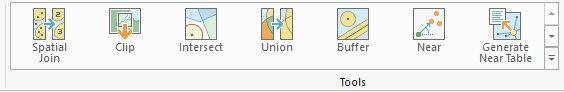 Spatial
Join
Clip
Intersect
Union
Buffer
Near
Generate
Near Table
Tools